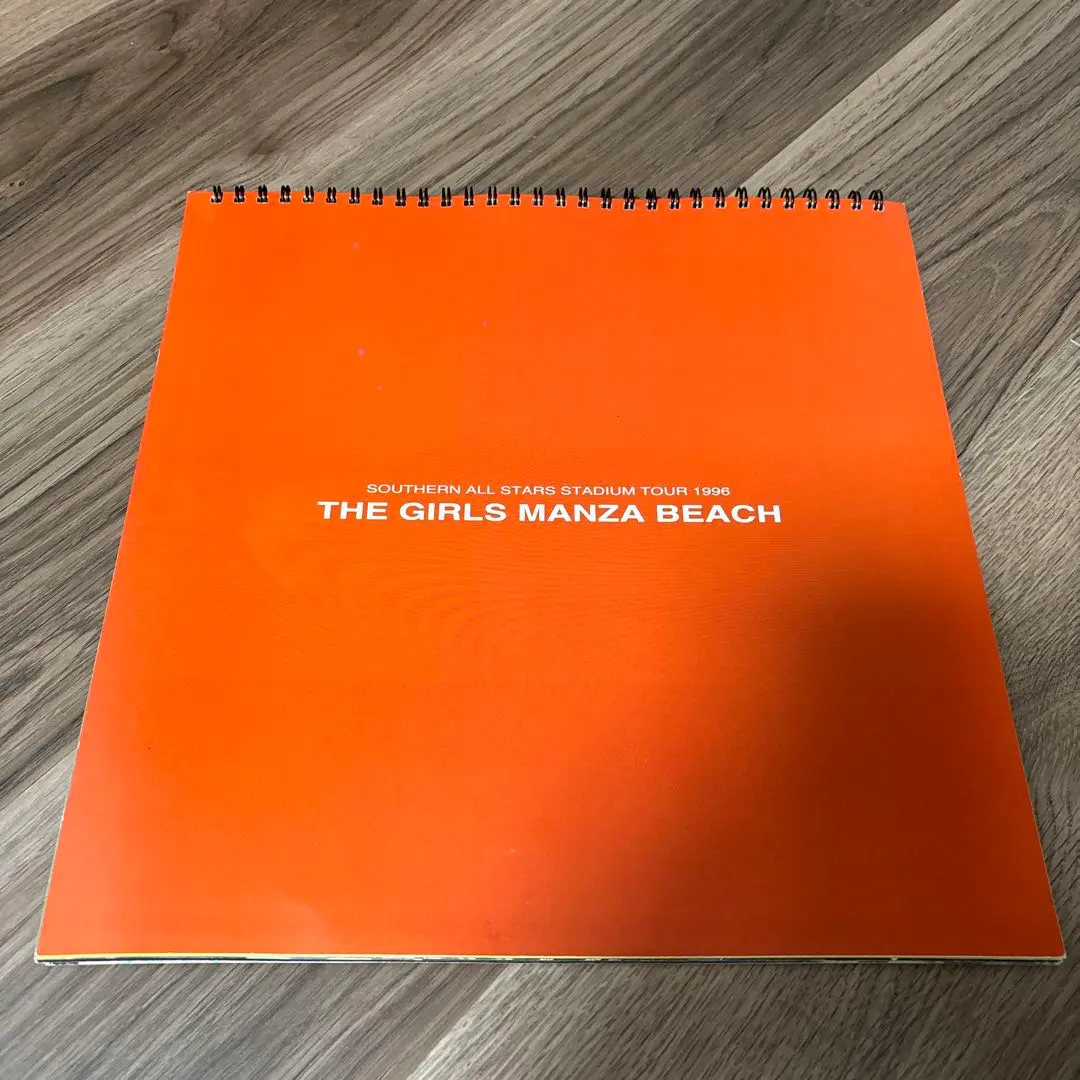 SOUTHERN ALL STARS STADIUM TOUR 1996
THE GIRLS MANZA BEACH